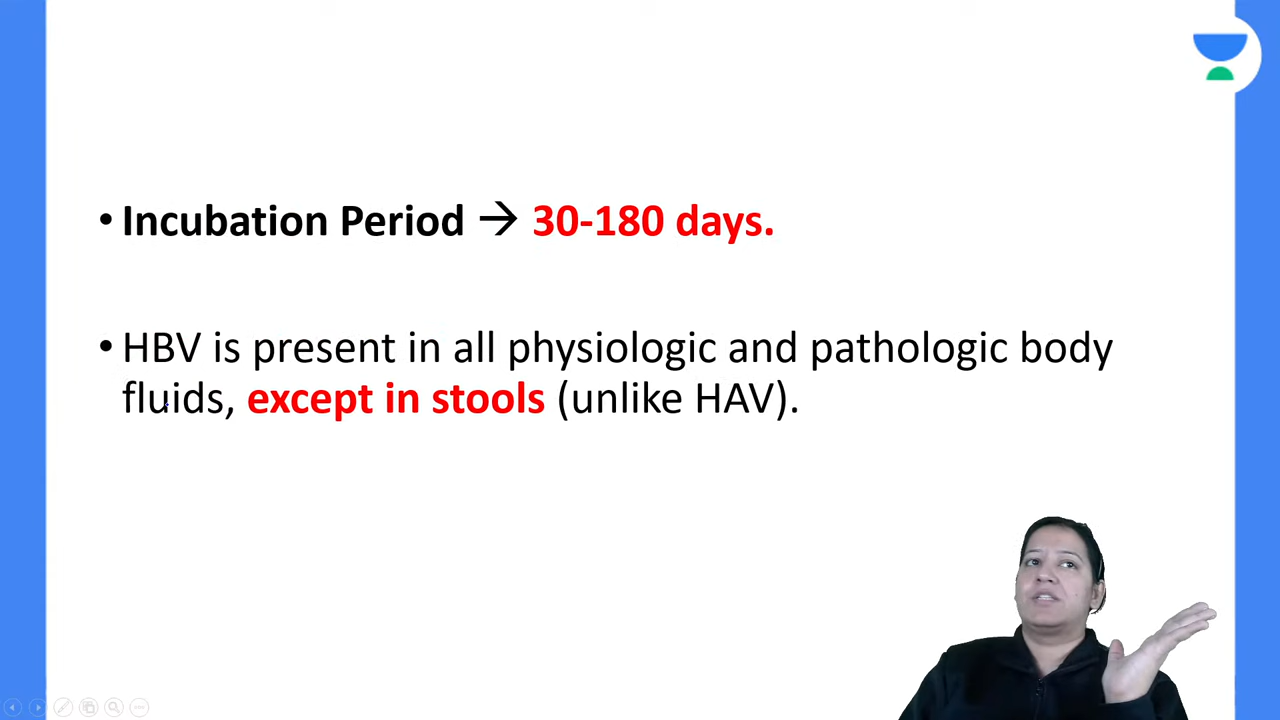 • Incubation Period → 30-180 days.
• HBV is present in all physiologic and pathologic body
fluids, except in stools (unlike HAV).